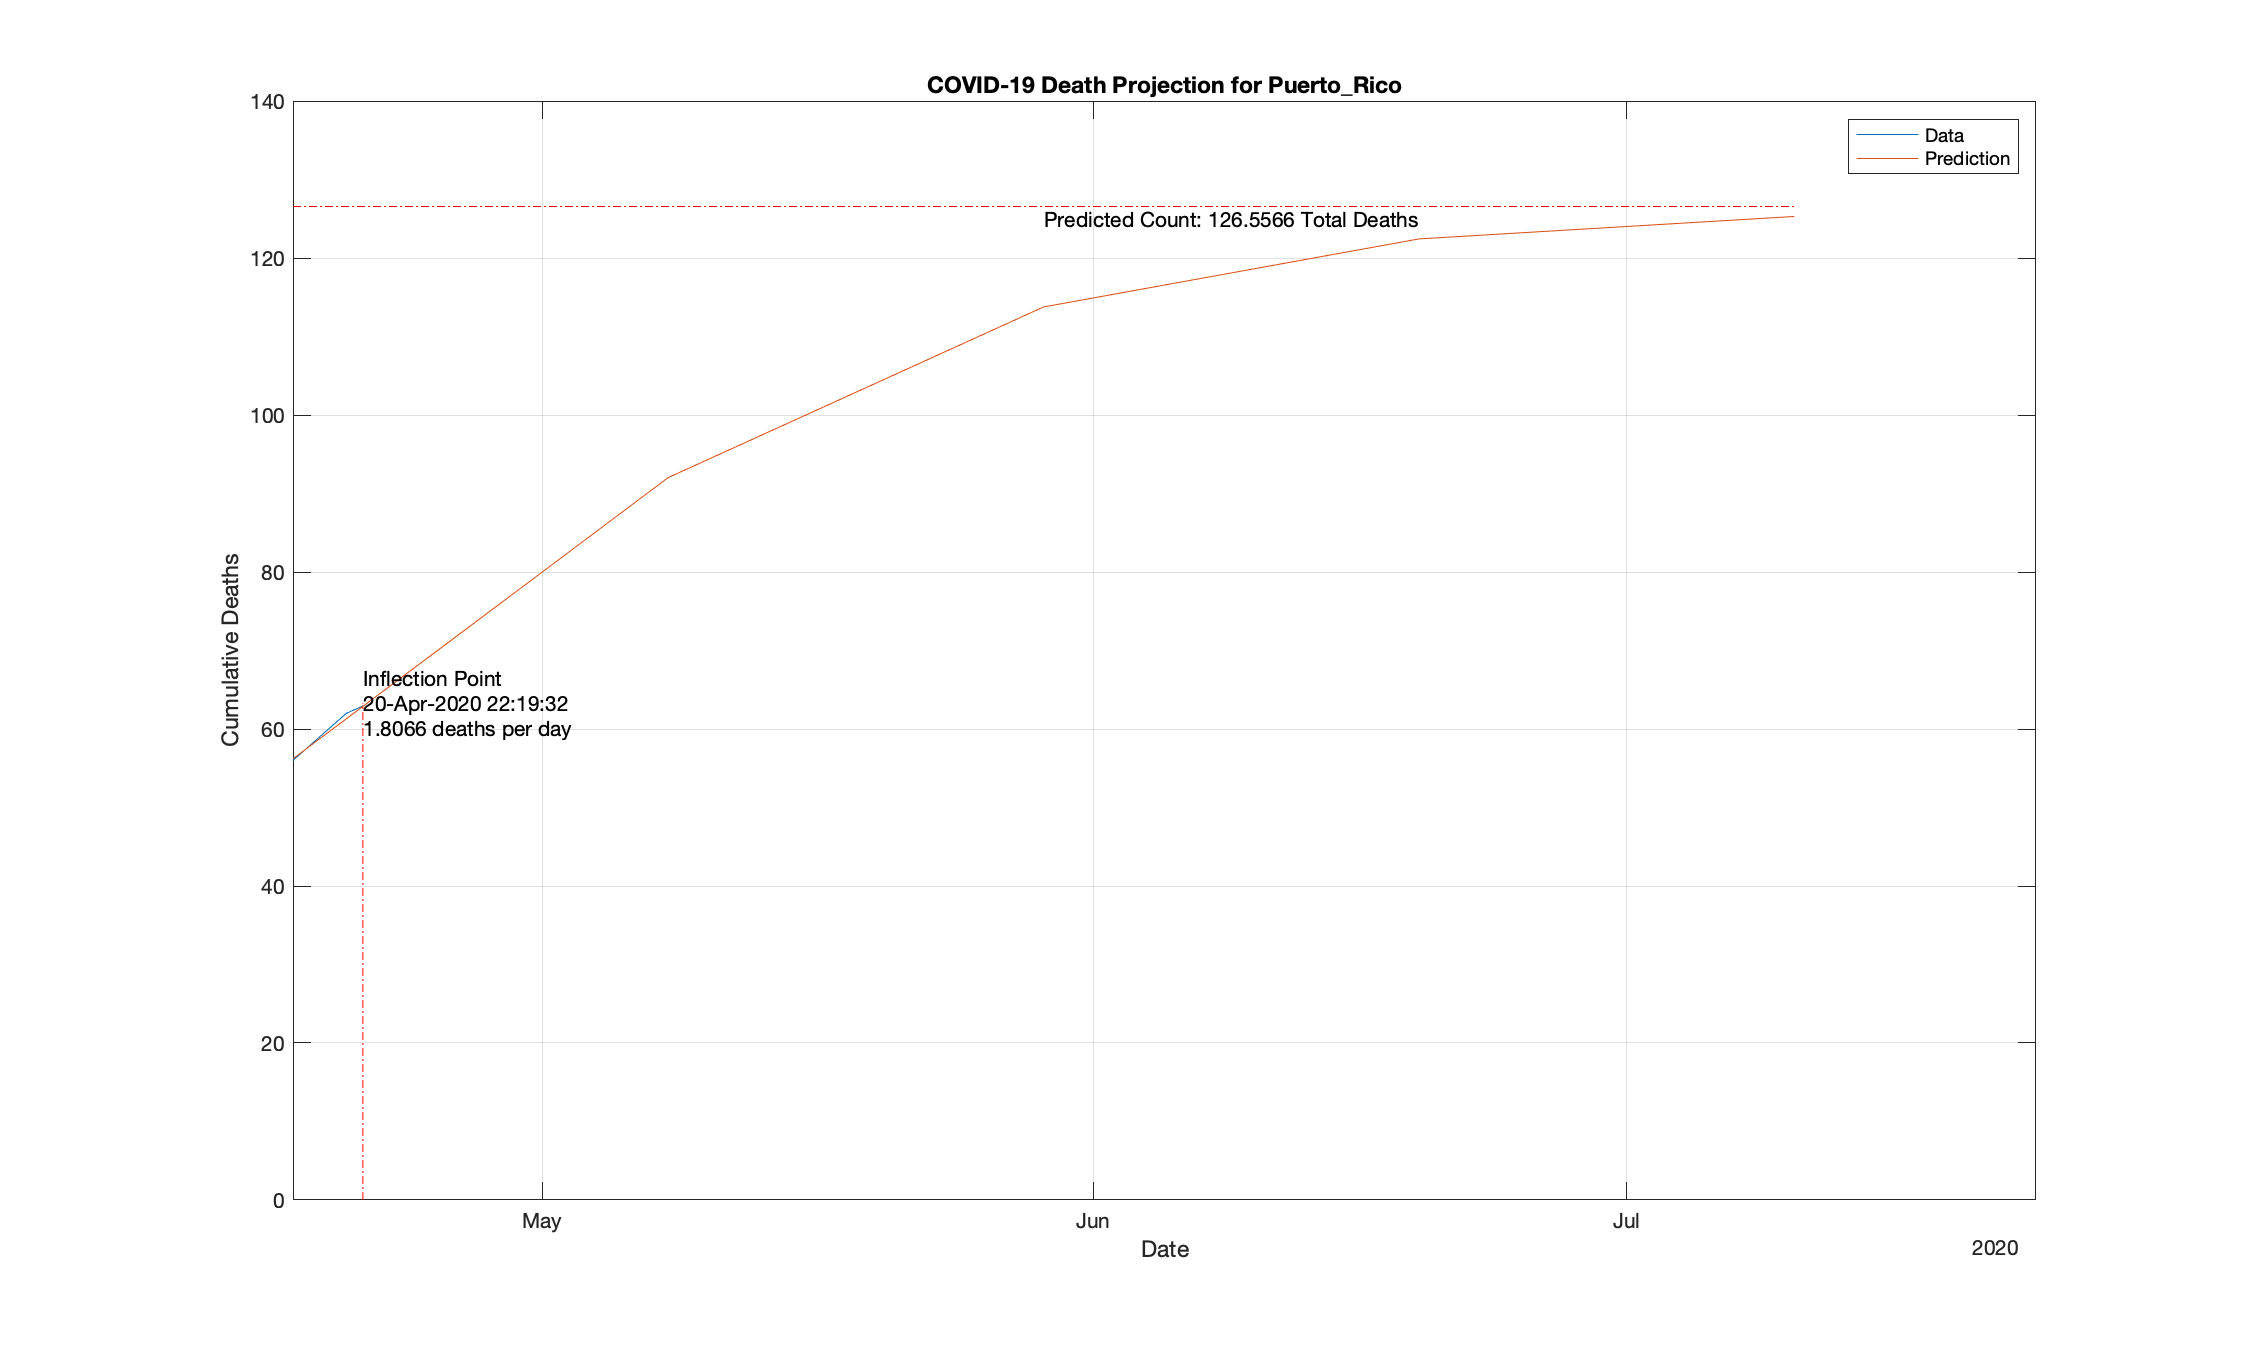 COVID-19 Death Projection for Puerto_Rico
140
120
100
80
60
40
20
0
Cumulative Deaths
Data
Prediction
Predicted Count: 126.5566 Total Deaths
Inflection Point
20-Apr-2020 22:19:32
1.8066 deaths per day
May
Jun
Jul
Date
2020